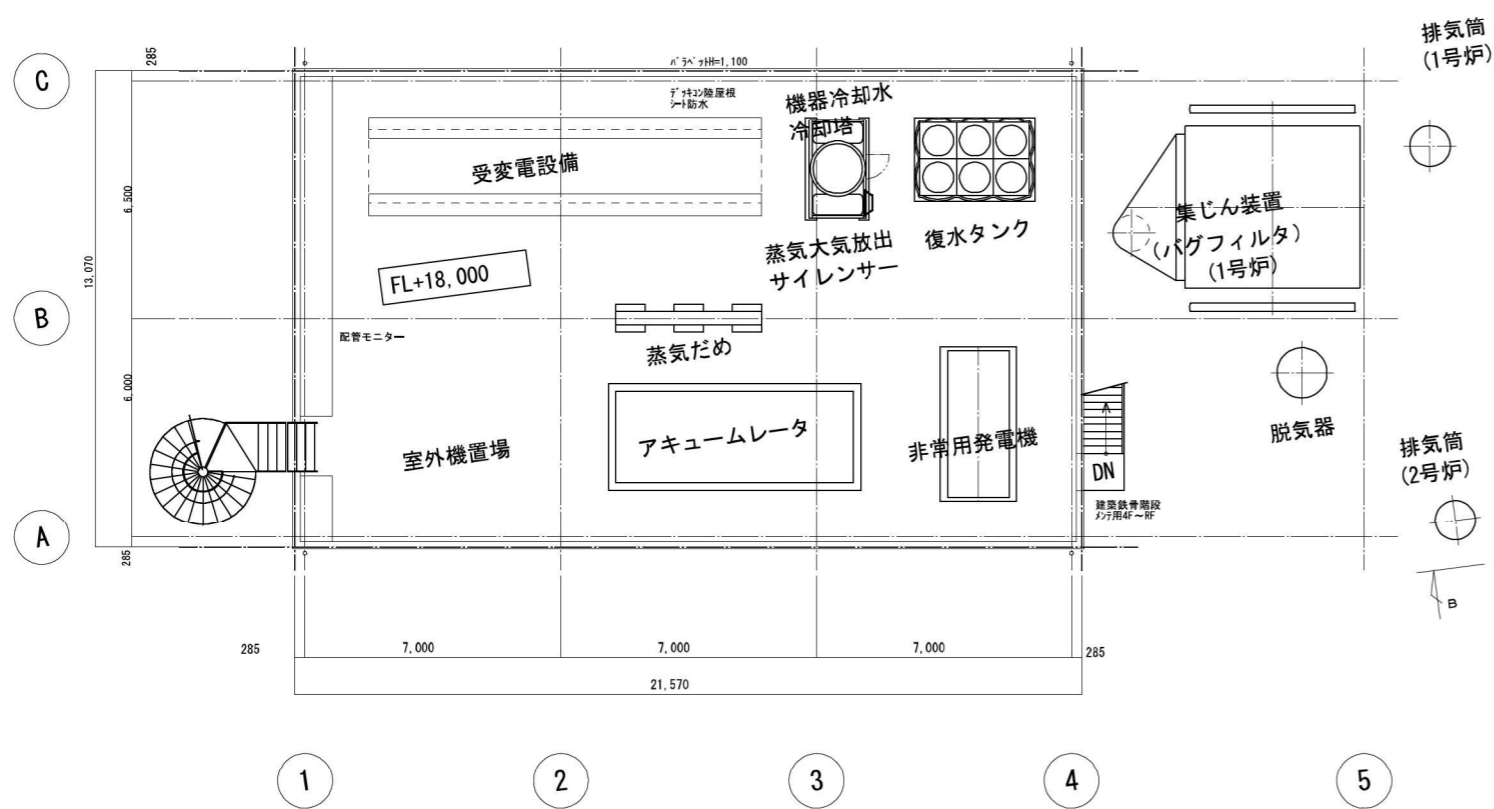 排気筒
(1号炉)
285
C
パラペットH=1,100
デッキコン陸屋根
シート防水
機器冷却水
冷却塔
受変電設備
6,500
集じん装置
(バグフィルタ)
(1号炉)
蒸気大気放出
サイレンサー
復水タンク
FL+18,000
13,070
B
配管モニター
蒸気だめ
6,000
アキュームレータ
室外機置場
非常用発電機
脱気器
排気筒
(2号炉)
DN
建築鉄骨階段
メンテ用4F～RF
A
285
B
285
7,000
7,000
7,000
285
21,570
1
2
3
4
5